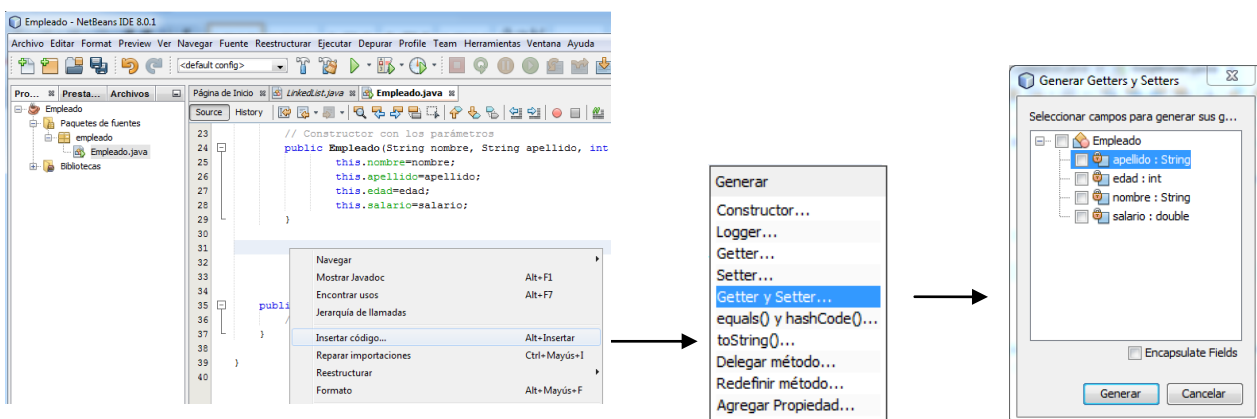 Empleado - NetBeans IDE 8.0.1
Archivo Editar Format Preview Ver Navegar Fuente Reestructurar Ejecutar Depurar Profile Team Herramientas Ventana Ayuda
<default config>
Pro... Presta... Archivos
Empleado
Paquetes de fuentes
empleado
Empleado.java
Bibliotecas
Página de Inicio LinkedList.java Empleado.java
Source History
23 // Constructor con los parámetros
24 public Empleado(String nombre, String apellido, int
25 this.nombre=nombre;
26 this.apellido=apellido;
27 this.edad=edad;
28 this.salario=salario;
29 }
30
31
32
33
34
35 publi
36 /
37 }
38
39 }
40
Navegar
Mostrar Javadoc Alt+F1
Encontrar usos Alt+F7
Jerarquía de llamadas
Insertar código... Alt+Insertar
Reparar importaciones Ctrl+Mayús+I
Reestructurar
Formato Alt+Mayús+F
Generar
Constructor...
Logger...
Getter...
Setter...
Getter y Setter...
equals() y hashCode()...
toString()...
Delegar método...
Redefinir método...
Agregar Propiedad...
Generar Getters y Setters
Seleccionar campos para generar sus g...
Empleado
apellido : String
edad : int
nombre : String
salario : double
Encapsulate Fields
Generar Cancelar